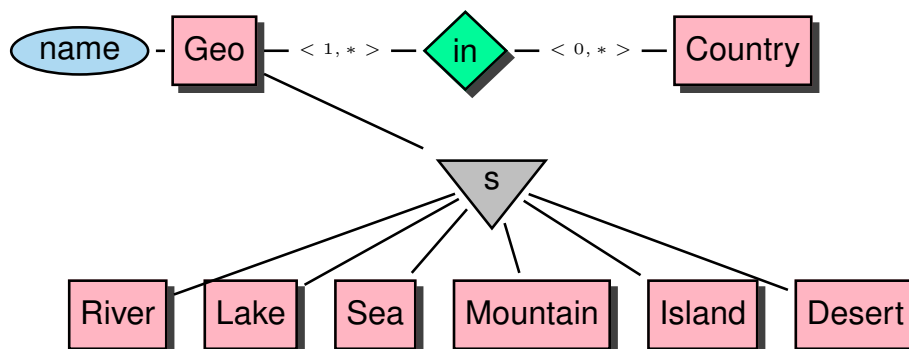 name Geo < 1, * > in < 0, * > Country
s
River Lake Sea Mountain Island Desert